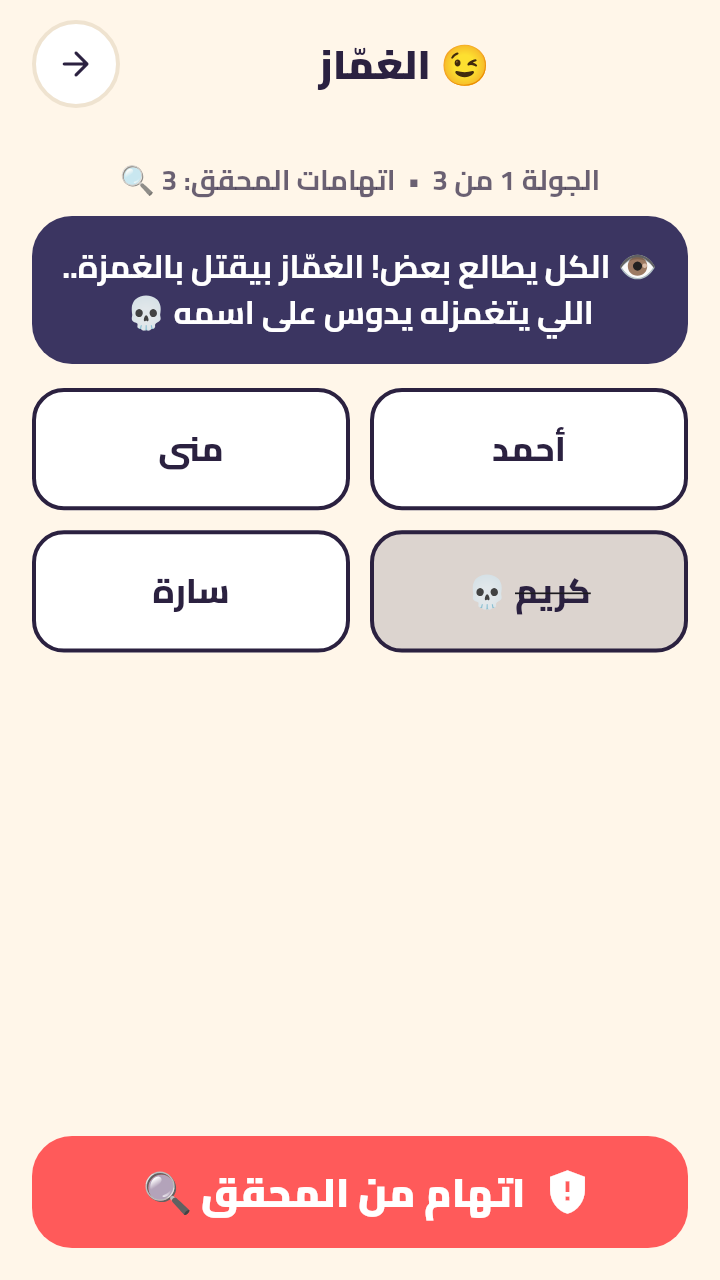 😉 الغمّاز
الجولة 1 من 3 ▪ اتهامات المحقق: 3 🔍
👁️ الكل يطالع بعض! الغمّاز بيقتل بالغمزة..
اللي يتغمزله يدوس على اسمه 💀
أحمد
منى
كريم 💀
سارة
اتهام من المحقق 🔍